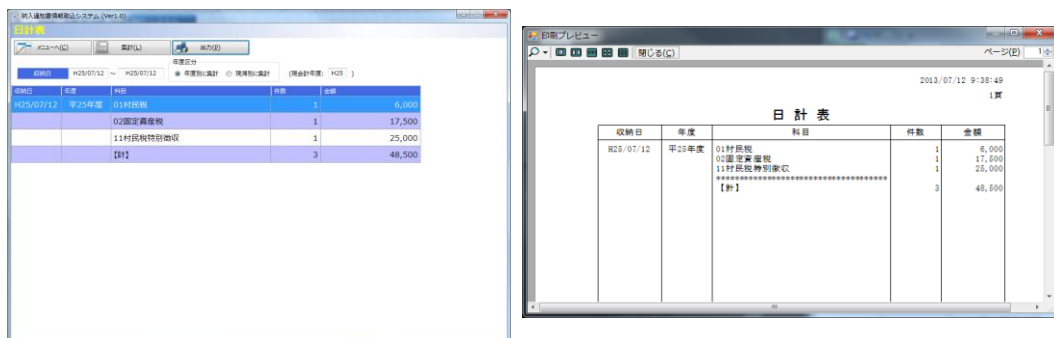 納入通知書情報取込システム (Ver1.0)
日計表
メニューへ(C) 集計(L) 出力(P)
年度区分
収納日 H25/07/12 ~ H25/07/12 年度別に集計 現滞別に集計 (現会計年度: H25 )
収納日 年度 科目 件数 金額
H25/07/12 平25年度 01村民税 1 6,000
02固定資産税 1 17,500
11村民税特別徴収 1 25,000
【計】 3 48,500
印刷プレビュー
閉じる(C) ページ(P) 1
2013/07/12 9:38:49
1頁
日 計 表
収納日 年度 科目 件数 金額
H25/07/12 平25年度 01村民税 1 6,000
02固定資産税 1 17,500
11村民税特別徴収 1 25,000
**************************************
【計】 3 48,500